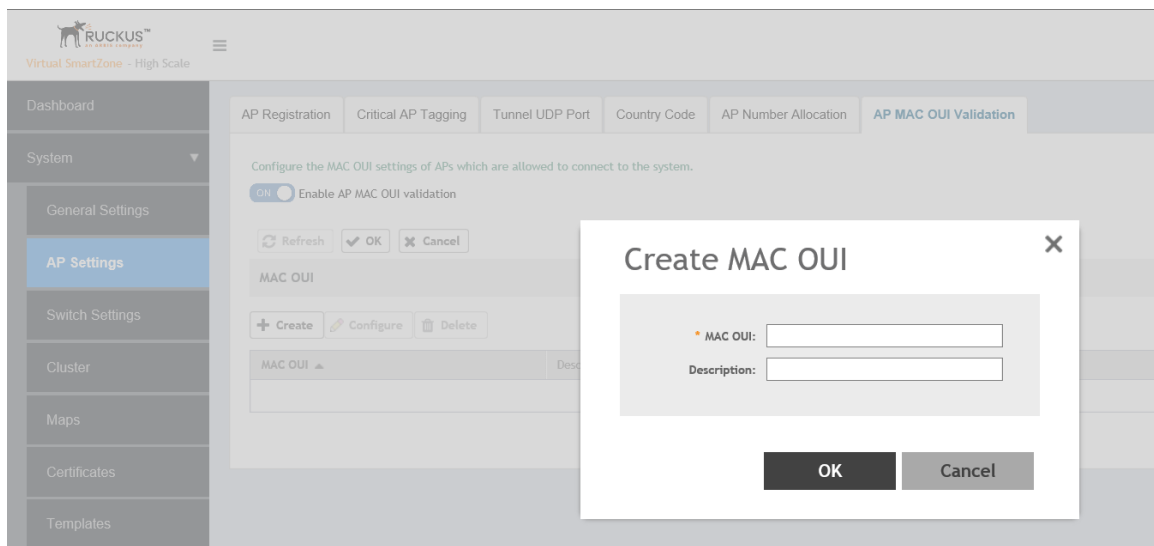 RUCKUS™
Virtual SmartZone - High Scale
Dashboard
System
General Settings
AP Settings
Switch Settings
Cluster
Maps
Certificates
Templates
AP Registration
Critical AP Tagging
Tunnel UDP Port
Country Code
AP Number Allocation
AP MAC OUI Validation
Configure the MAC OUI settings of APs which are allowed to connect to the system.
ON Enable AP MAC OUI validation
Refresh
OK
Cancel
MAC OUI
Create
Configure
Delete
MAC OUI
Desc
Create MAC OUI
* MAC OUI:
Description:
OK
Cancel